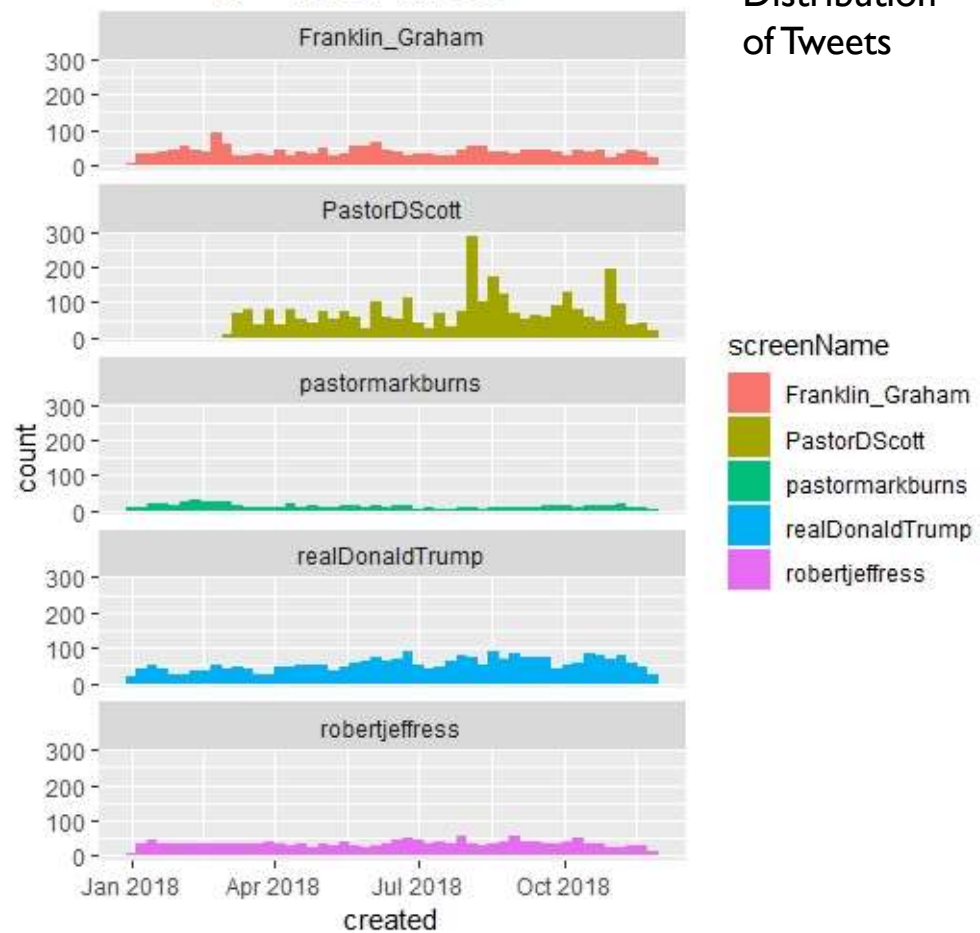 Distribution
of Tweets
Franklin_Graham
300
200
100
0
PastorDScott
300
200
100
0
pastormarkburns
300
200
100
0
realDonaldTrump
300
200
100
0
robertjeffress
300
200
100
0
count
Jan 2018 Apr 2018 Jul 2018 Oct 2018
created
screenName
Franklin_Graham
PastorDScott
pastormarkburns
realDonaldTrump
robertjeffress